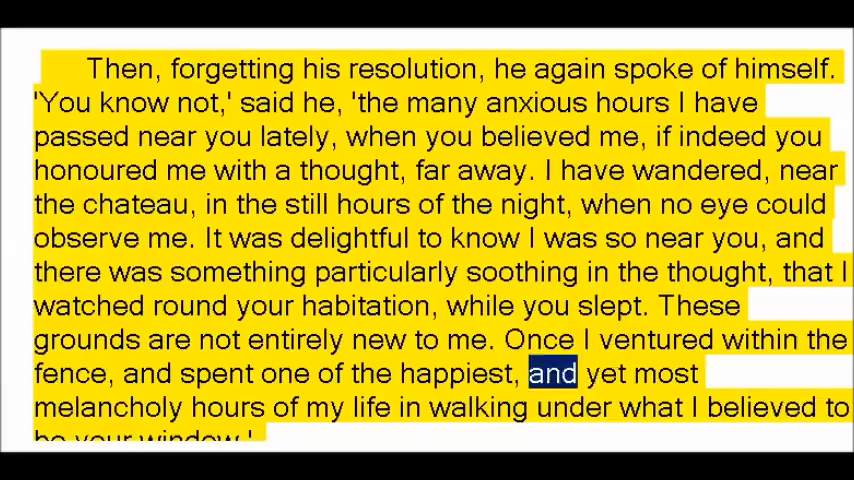 Then, forgetting his resolution, he again spoke of himself.
'You know not,' said he, 'the many anxious hours I have
passed near you lately, when you believed me, if indeed you
honoured me with a thought, far away. I have wandered, near
the chateau, in the still hours of the night, when no eye could
observe me. It was delightful to know I was so near you, and
there was something particularly soothing in the thought, that I
watched round your habitation, while you slept. These
grounds are not entirely new to me. Once I ventured within the
fence, and spent one of the happiest, and yet most
melancholy hours of my life in walking under what I believed to
be your window.'